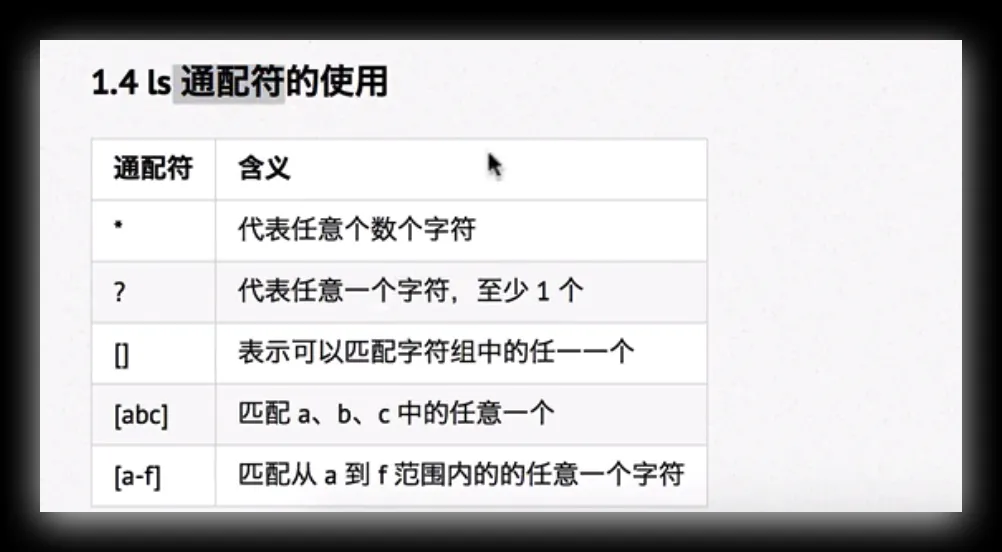 1.4 ls 通配符的使用
通配符 含义
* 代表任意个数个字符
? 代表任意一个字符，至少 1 个
[] 表示可以匹配字符组中的任一一个
[abc] 匹配 a、b、c 中的任意一个
[a-f] 匹配从 a 到 f 范围内的的任意一个字符